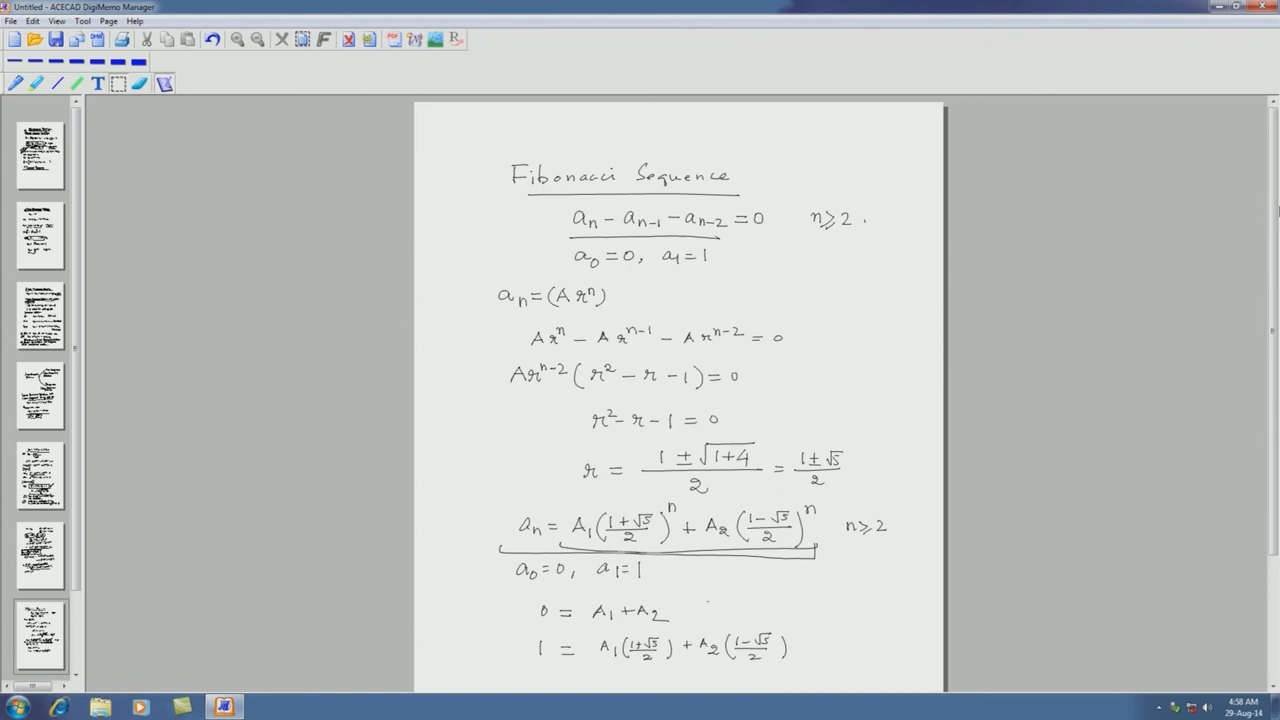 Untitled - ACECAD DigiMemo Manager
File Edit View Tool Page Help
Fibonacci Sequence
aₙ - aₙ₋₁ - aₙ₋₂ = 0 n ≥ 2 .
a₀ = 0, a₁ = 1
aₙ = (A rⁿ)
A rⁿ - A rⁿ⁻¹ - A rⁿ⁻² = 0
A rⁿ⁻² ( r² - r - 1 ) = 0
r² - r - 1 = 0
r = (1 ± √(1+4))/2 = (1 ± √5)/2
aₙ = A₁((1+√5)/2)ⁿ + A₂((1-√5)/2)ⁿ n ≥ 2
a₀ = 0, a₁ = 1
0 = A₁ + A₂
1 = A₁((1+√5)/2) + A₂((1-√5)/2)
4:58 AM
29-Aug-14